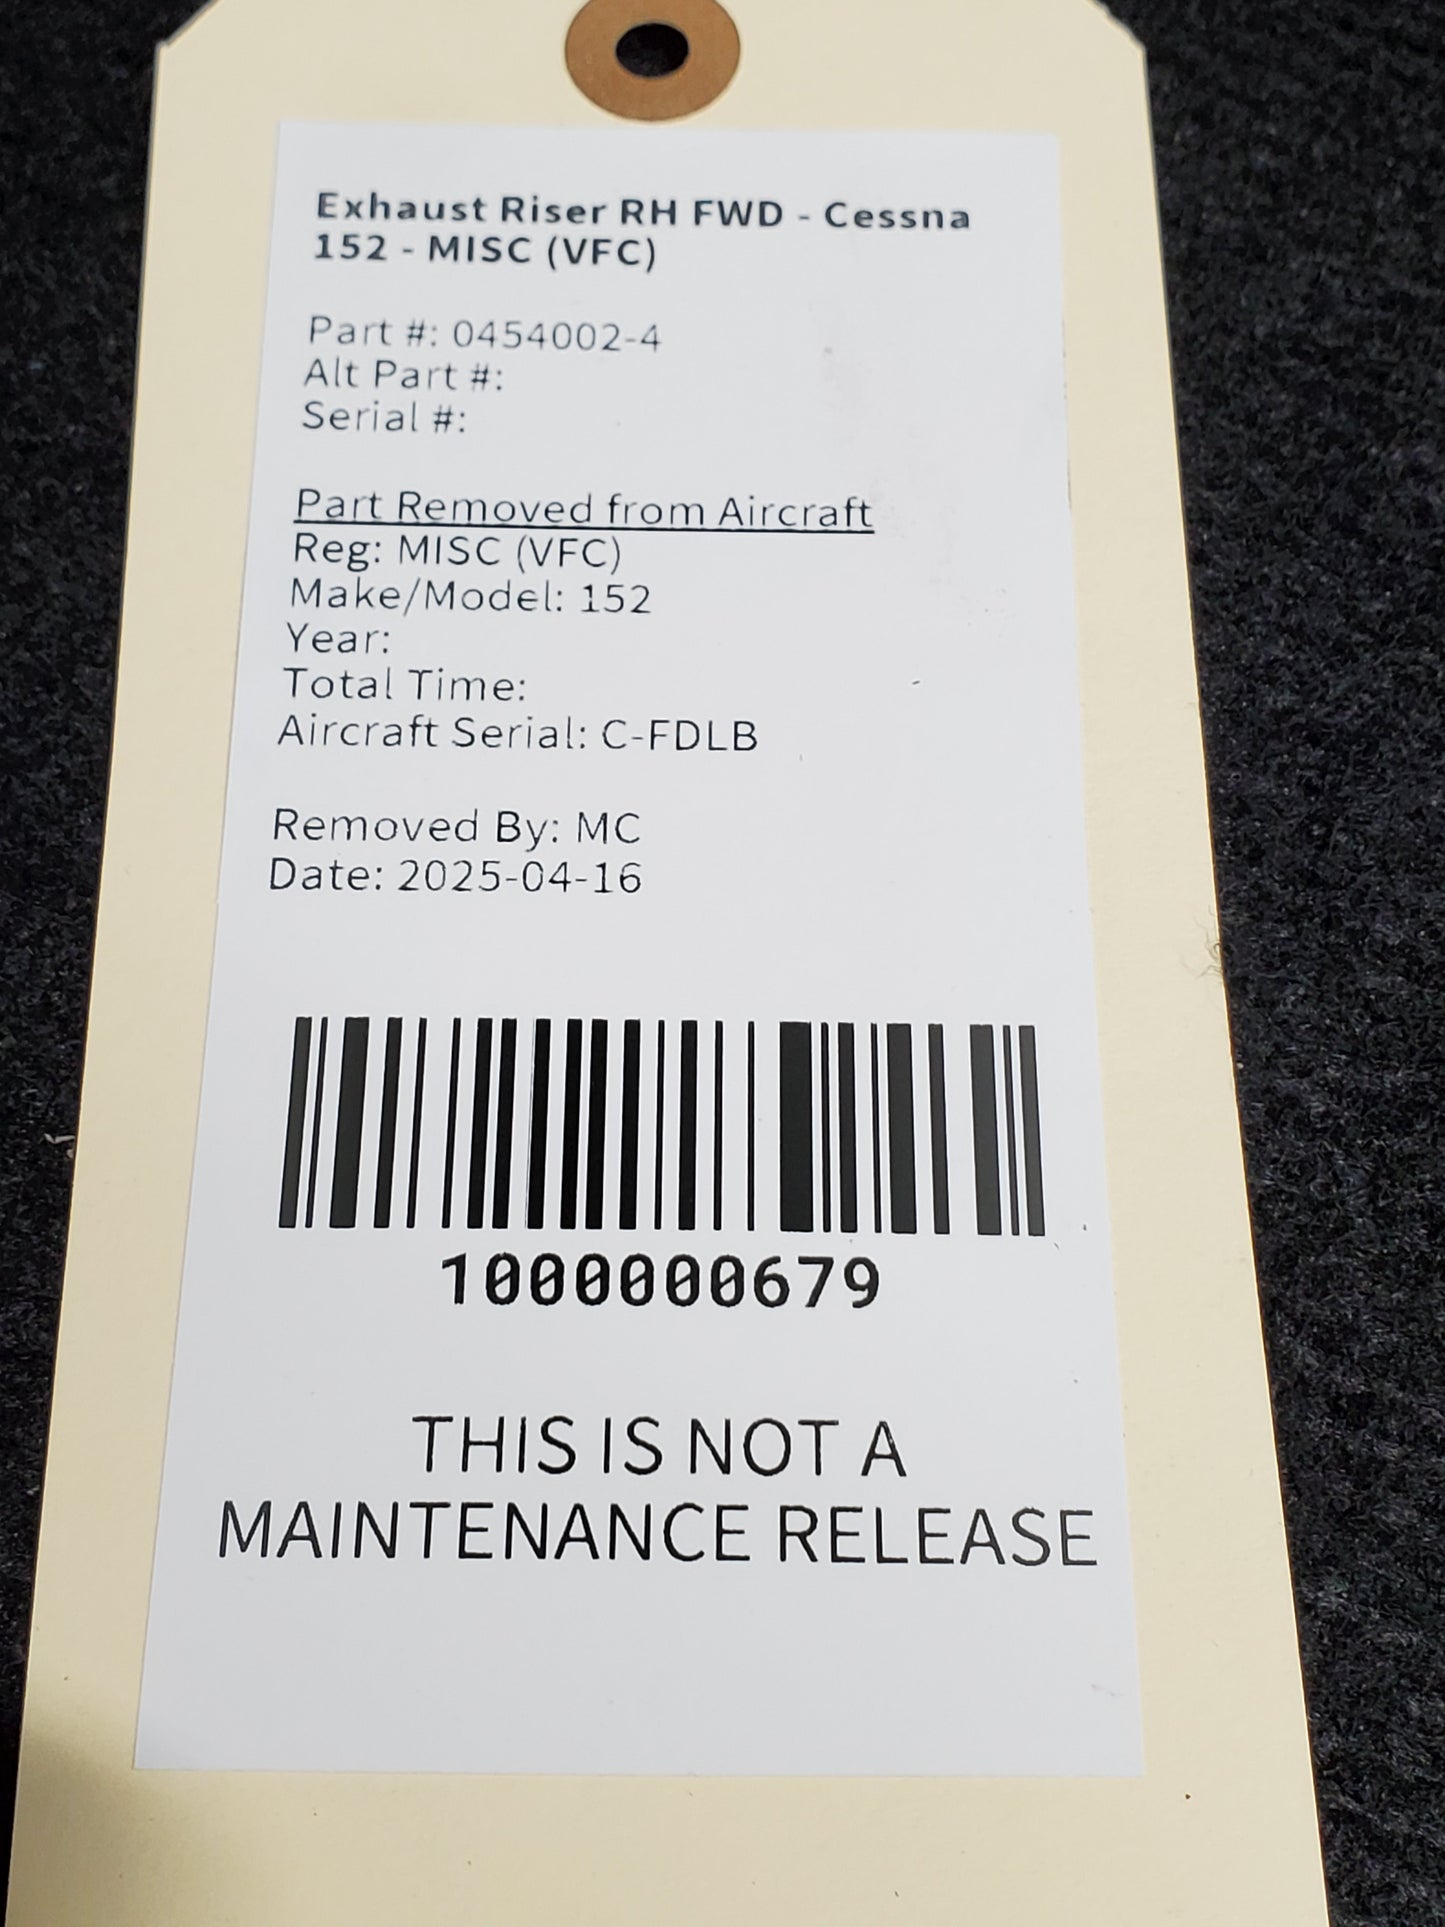 Exhaust Riser RH FWD - Cessna
152 - MISC (VFC)
Part #: 0454002-4
Alt Part #:
Serial #:
Part Removed from Aircraft
Reg: MISC (VFC)
Make/Model: 152
Year:
Total Time:
Aircraft Serial: C-FDLB
Removed By: MC
Date: 2025-04-16
1000000679
THIS IS NOT A
MAINTENANCE RELEASE